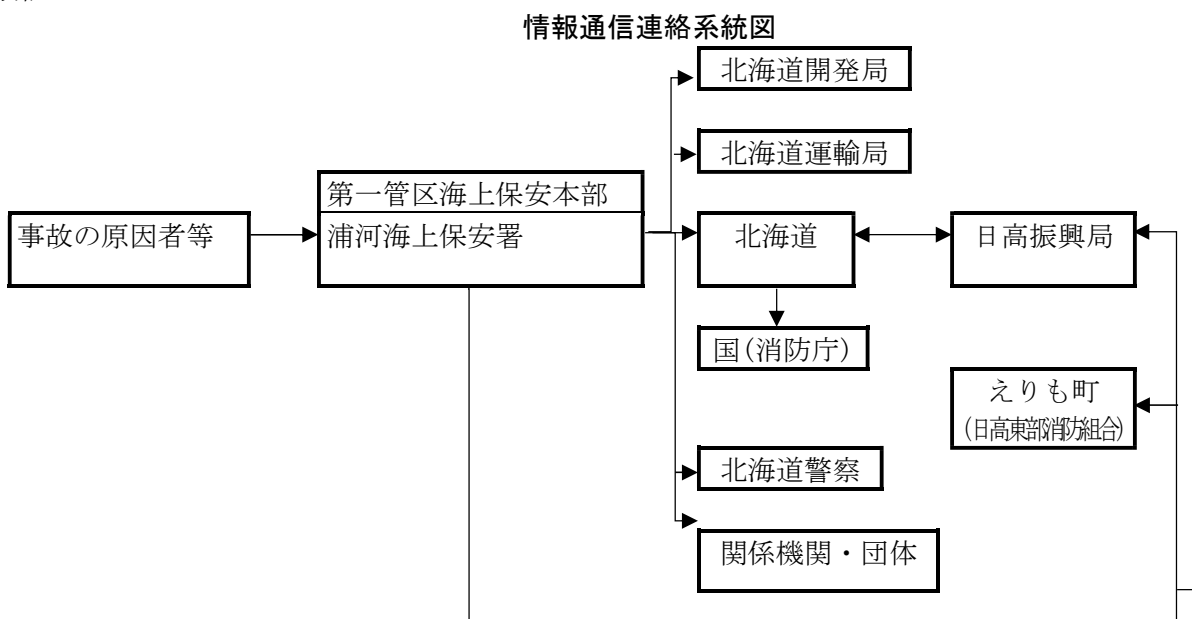 情報通信連絡系統図
北海道開発局
北海道運輸局
第一管区海上保安本部
事故の原因者等
浦河海上保安署
北海道
日高振興局
国(消防庁)
えりも町
(日高東部消防組合)
北海道警察
関係機関・団体